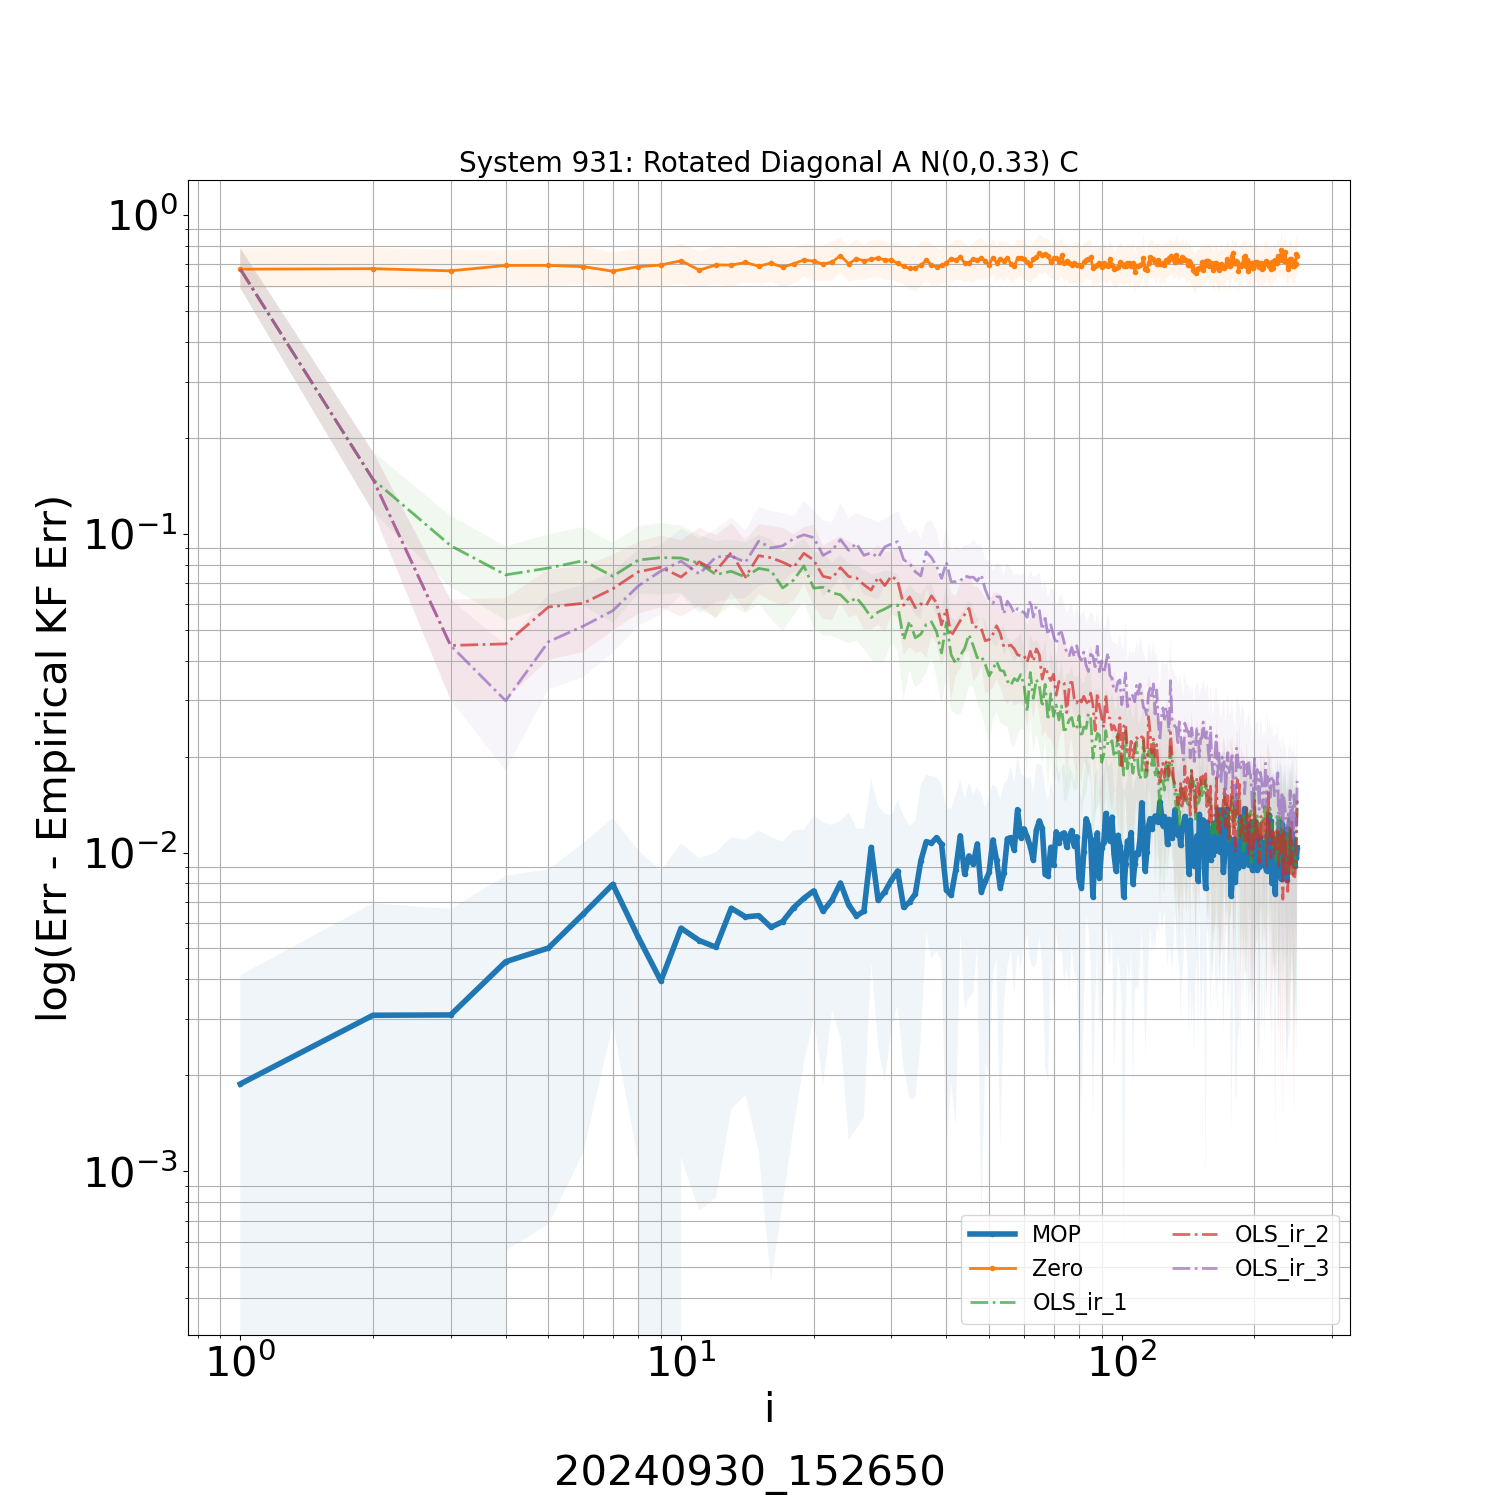 System 931: Rotated Diagonal A N(0,0.33) C
log(Err - Empirical KF Err)
10⁰
10⁻¹
10⁻²
10⁻³
MOP
Zero
OLS_ir_1
OLS_ir_2
OLS_ir_3
10⁰ 10¹ 10²
i
20240930_152650